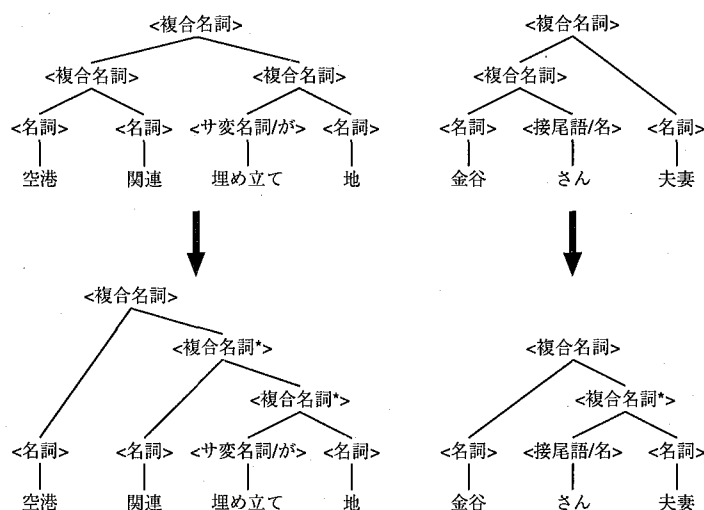 <複合名詞> <複合名詞>
<複合名詞> <複合名詞> <複合名詞>
<名詞> <名詞> <サ変名詞/が> <名詞> <名詞> <接尾語/名> <名詞>
空港 関連 埋め立て 地 金谷 さん 夫妻
<複合名詞>
<複合名詞*> <複合名詞>
<複合名詞*> <複合名詞*>
<名詞> <名詞> <サ変名詞/が> <名詞> <名詞> <接尾語/名> <名詞>
空港 関連 埋め立て 地 金谷 さん 夫妻